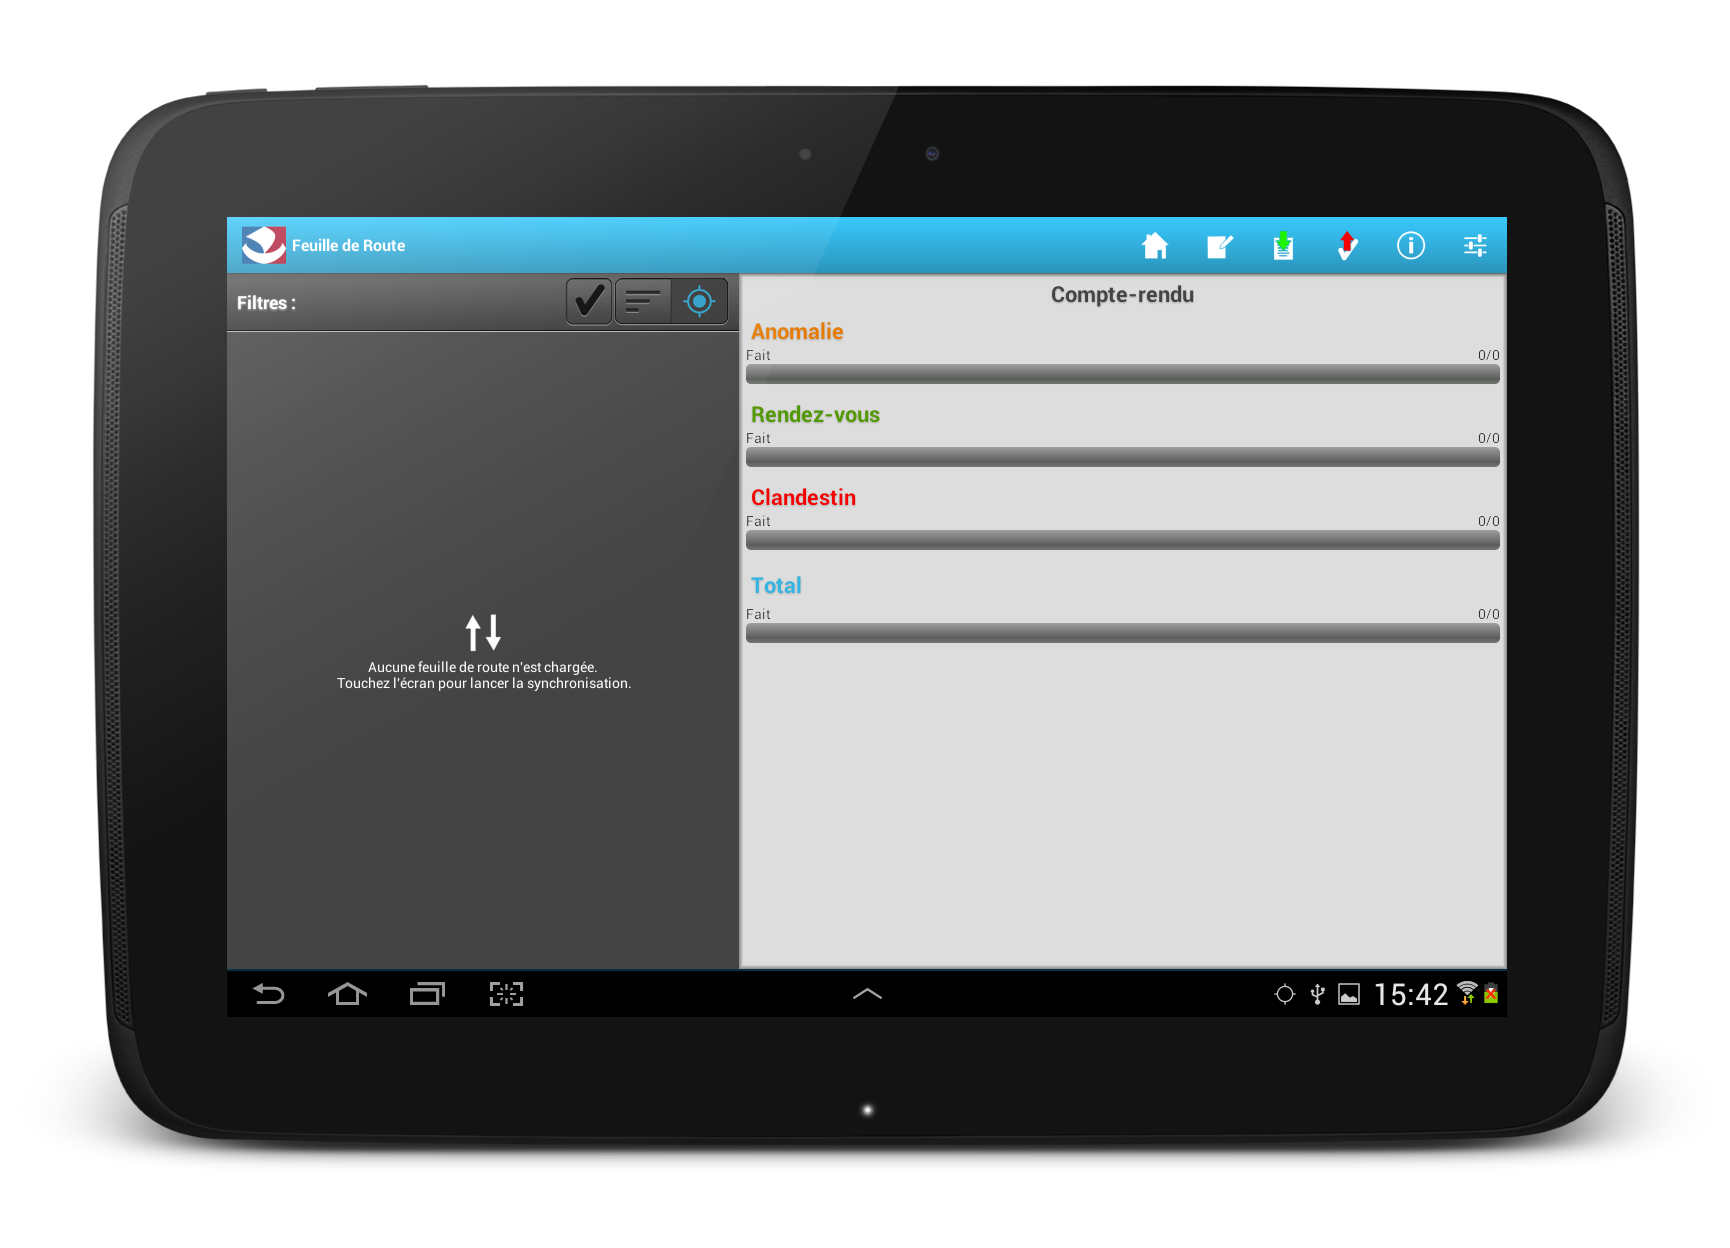 Feuille de Route
Filtres :
Aucune feuille de route n'est chargée.
Touchez l'écran pour lancer la synchronisation.
Compte-rendu
Anomalie
Fait 0/0
Rendez-vous
Fait 0/0
Clandestin
Fait 0/0
Total
Fait 0/0
15:42